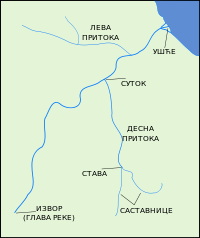 ЛЕВА
ПРИТОКА
УШЋЕ
СУТОК
ДЕСНА
ПРИТОКА
СТАВА
САСТАВНИЦЕ
ИЗВОР
(ГЛАВА РЕКЕ)